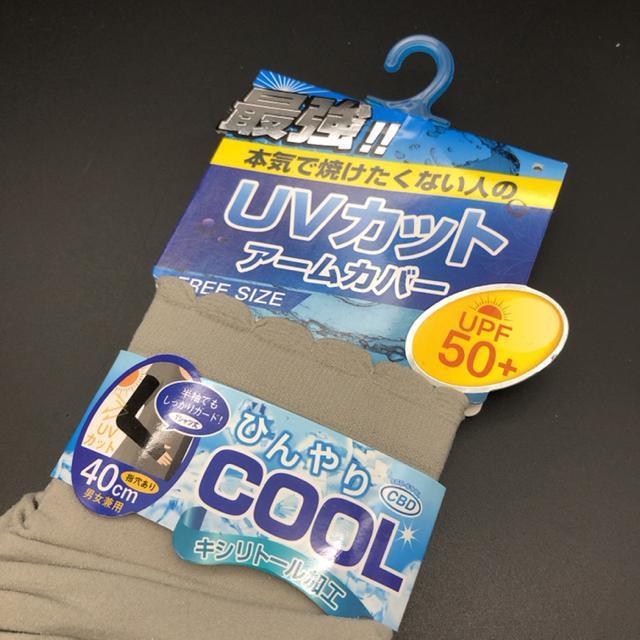 最強!!
本気で焼けたくない人の
UVカット
アームカバー
FREE SIZE
UPF
50+
半袖でも
しっかりガード!
UV
カット
指穴あり
40cm
男女兼用
ひんやり
COOL
CBD
キシリトール加工